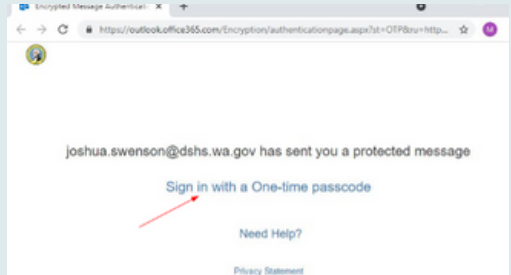 Encrypted Message Authenticati
https://outlook.office365.com/Encryption/authenticationpage.aspx?st=OTP&ru=http...
M
joshua.swenson@dshs.wa.gov has sent you a protected message
Sign in with a One-time passcode
Need Help?
Privacy Statement